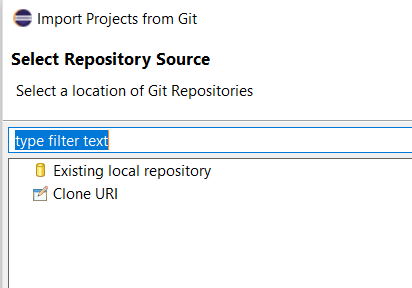 Import Projects from Git
Select Repository Source
Select a location of Git Repositories
type filter text
Existing local repository
Clone URI